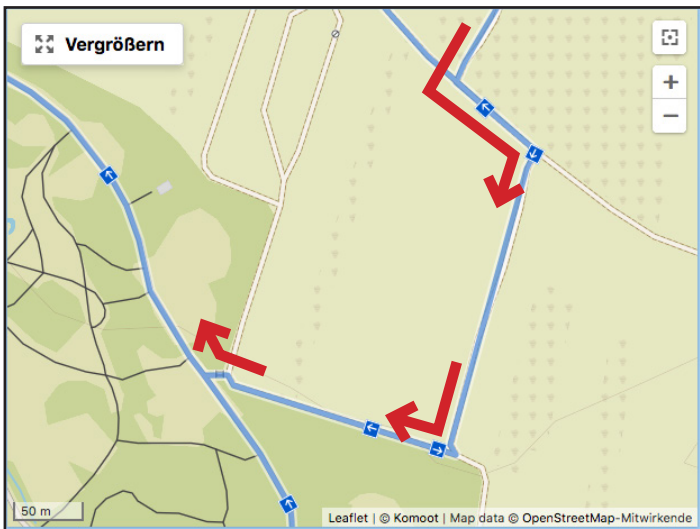 Vergrößern
+
−
50 m
Leaflet | © Komoot | Map data © OpenStreetMap-Mitwirkende